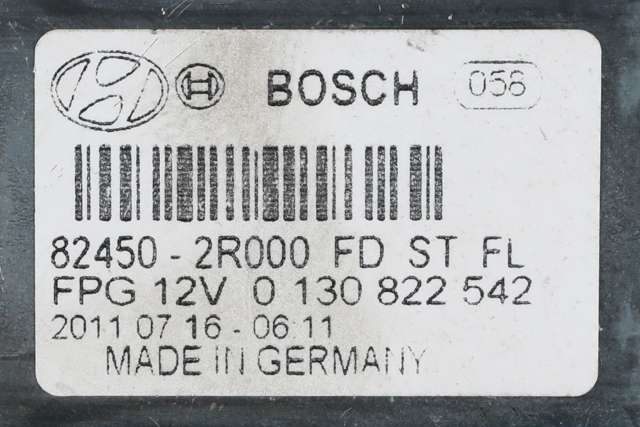 BOSCH 058
82450-2R000 FD ST FL
FPG 12V 0 130 822 542
2011 07 16-06:11
MADE IN GERMANY